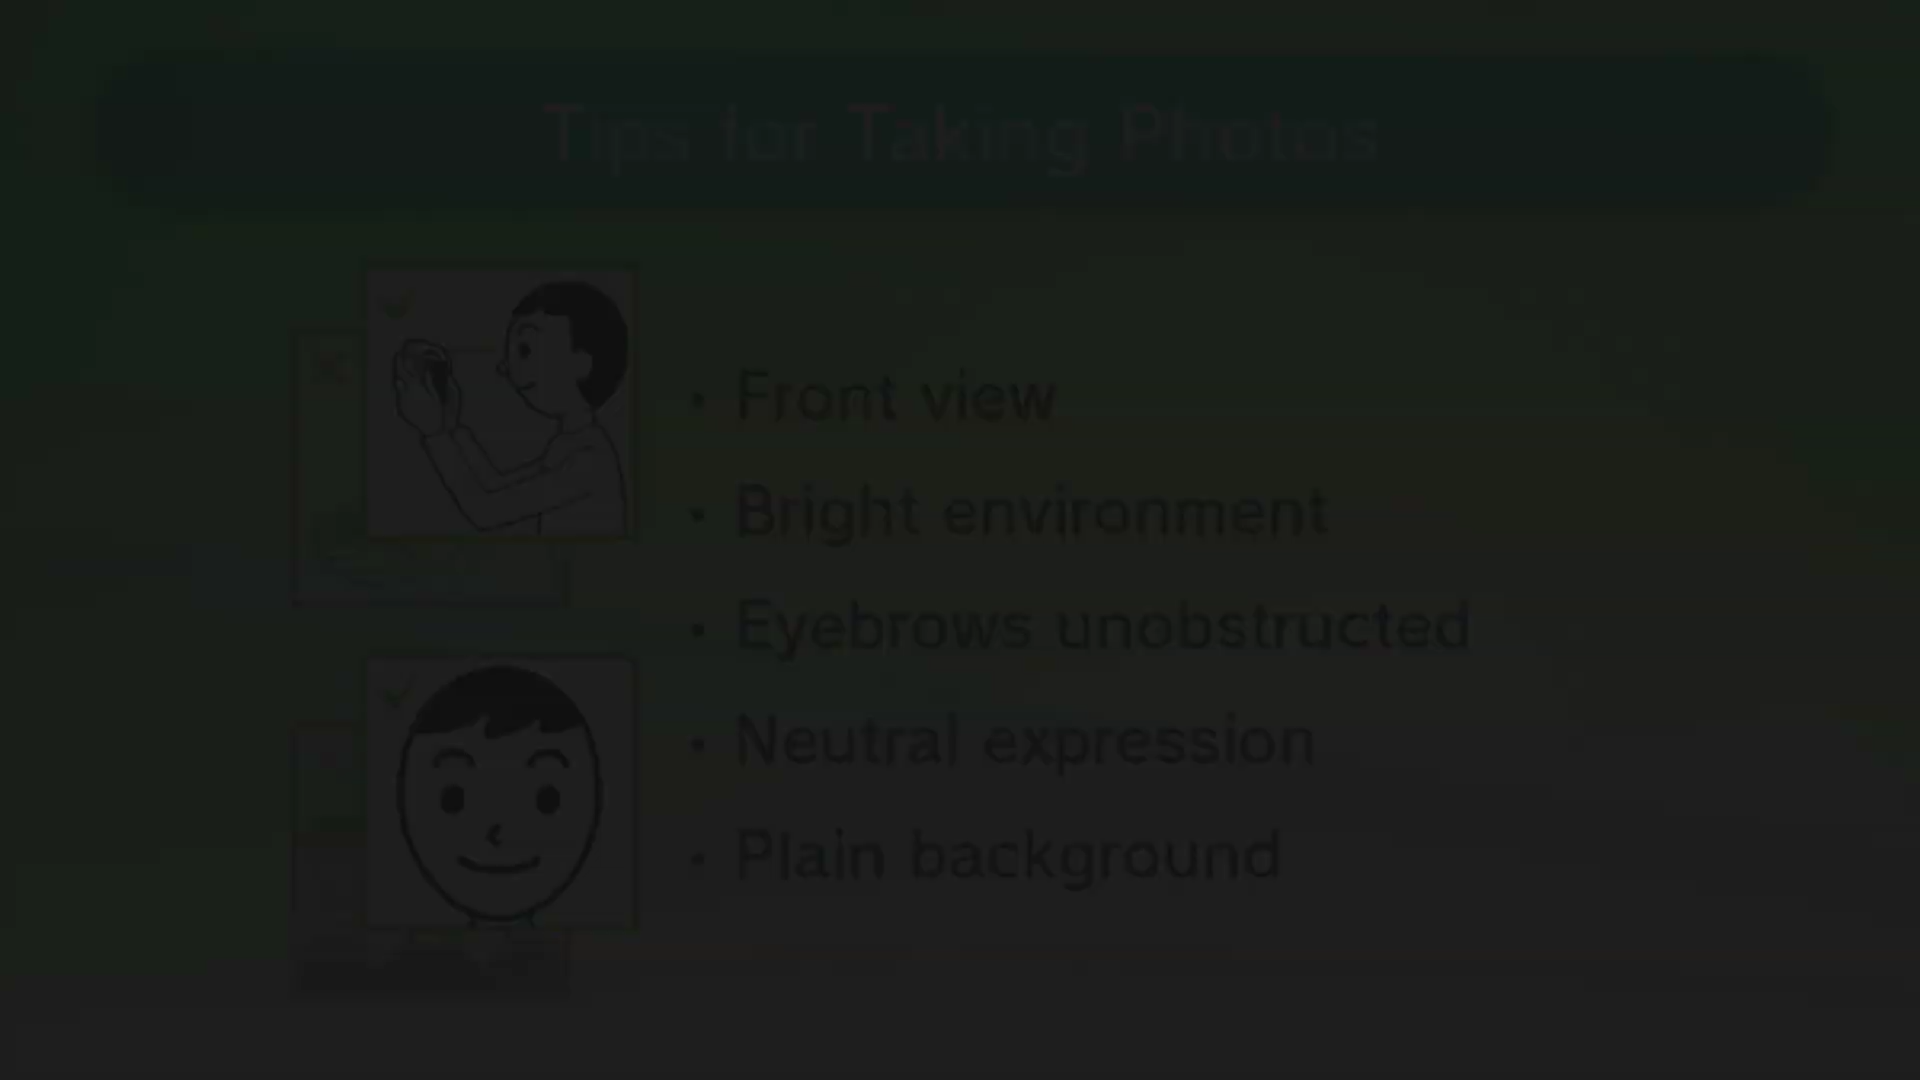 Tips for Taking Photos
• Front view
• Bright environment
• Eyebrows unobstructed
• Neutral expression
• Plain background